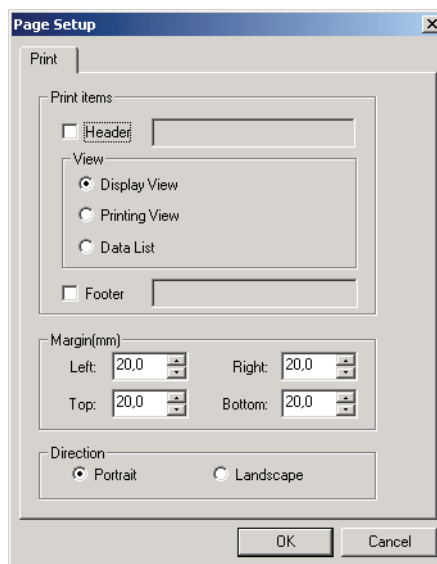 Page Setup
Print
Print items
Header
View
Display View
Printing View
Data List
Footer
Margin(mm)
Left: 20,0 Right: 20,0
Top: 20,0 Bottom: 20,0
Direction
Portrait Landscape
OK Cancel